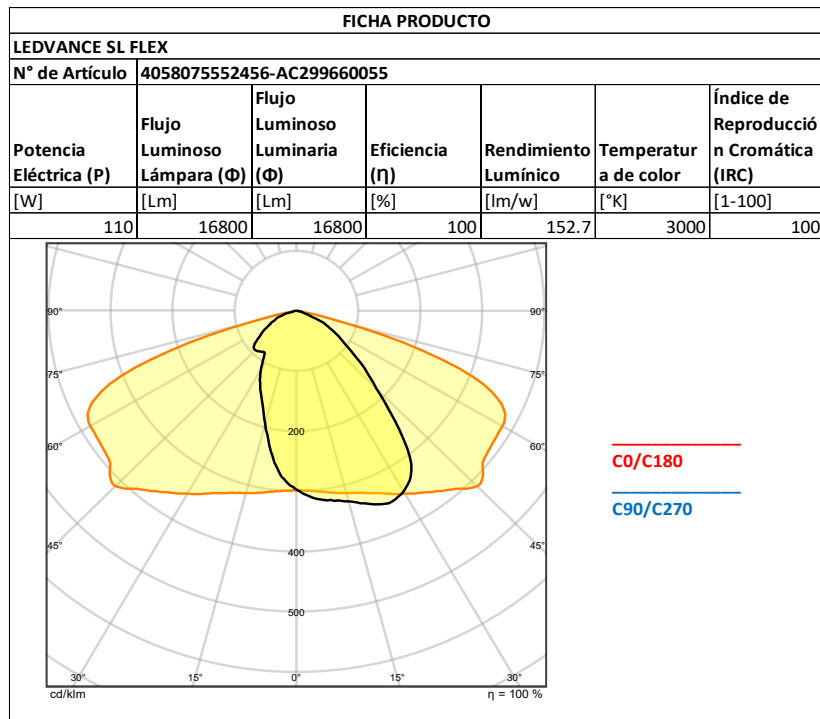 FICHA PRODUCTO
LEDVANCE SL FLEX
N° de Artículo 4058075552456-AC299660055
Potencia Eléctrica (P) Flujo Luminoso Lámpara (Φ) Flujo Luminoso Luminaria (Φ) Eficiencia (η) Rendimiento Lumínico Temperatur a de color Índice de Reproducció n Cromática (IRC)
[W] [Lm] [Lm] [%] [lm/w] [°K] [1-100]
110 16800 16800 100 152.7 3000 100
90° 90°
75° 75°
200
60° 60°
C0/C180
C90/C270
45° 400 45°
500
30° 15° 0° 15° 30°
cd/klm η = 100 %